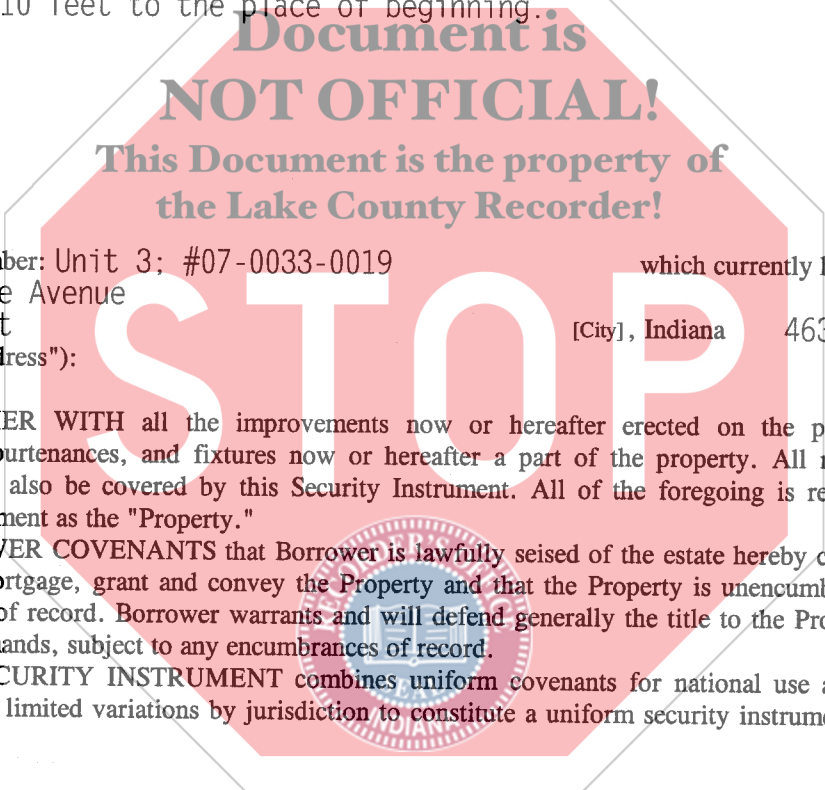 10 feet to the place of beginning.
Document is
NOT OFFICIAL!
This Document is the property of
the Lake County Recorder!
ber: Unit 3; #07-0033-0019 which currently
e Avenue
t [City], Indiana 463
dress"):
STOP
ER WITH all the improvements now or hereafter erected on the p
urtenances, and fixtures now or hereafter a part of the property. All
also be covered by this Security Instrument. All of the foregoing is re
ment as the "Property."
VER COVENANTS that Borrower is lawfully seised of the estate hereby c
ortgage, grant and convey the Property and that the Property is unencumb
of record. Borrower warrants and will defend generally the title to the Pro
ands, subject to any encumbrances of record.
CURITY INSTRUMENT combines uniform covenants for national use a
limited variations by jurisdiction to constitute a uniform security instrume
RECORDER'S OFFICE
SEAL
INDIANA